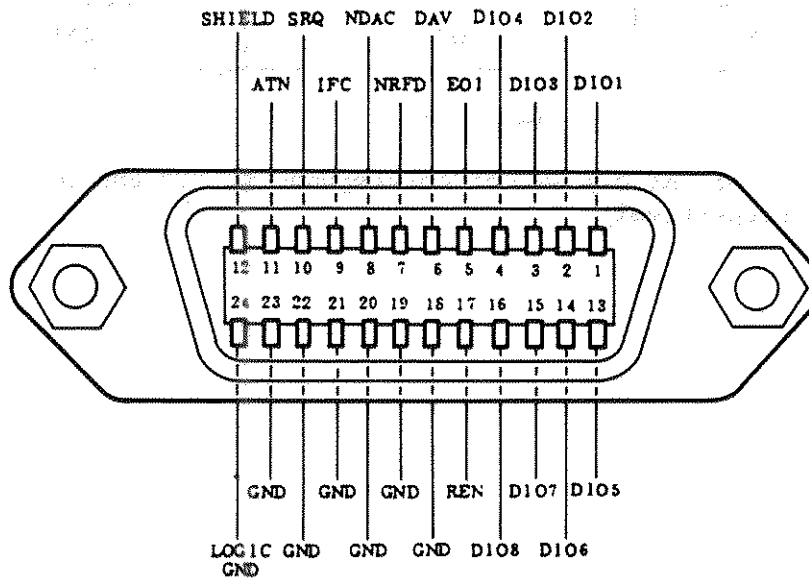 SHIELD SRQ NDAC DAV DIO4 DIO2
ATN IFC NRFD EOI DIO3 DIO1
12 11 10 9 8 7 6 5 4 3 2 1
24 23 22 21 20 19 18 17 16 15 14 13
GND GND GND REN DIO7 DIO5
LOGIC GND GND GND DIO8 DIO6
GND